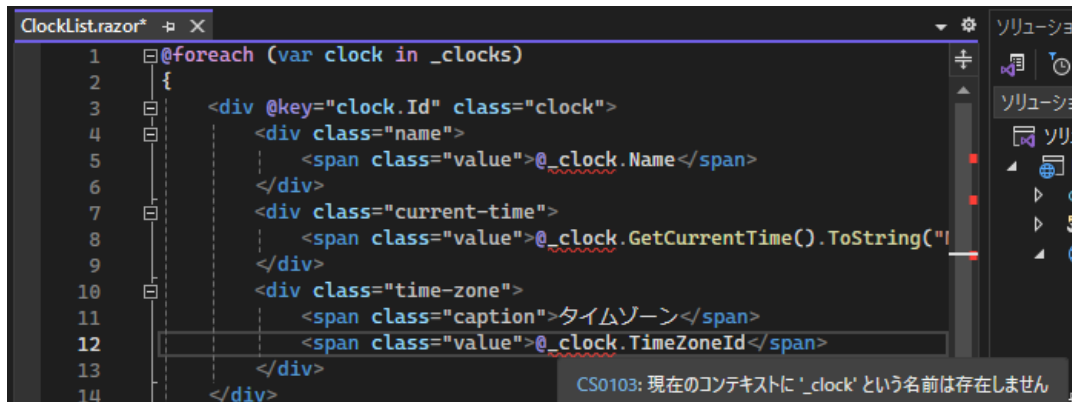 ClockList.razor*
ソリューショ
1 @foreach (var clock in _clocks)
2 {
3 <div @key="clock.Id" class="clock">
ソリューショ
4 <div class="name">
ソリ
5 <span class="value">@_clock.Name</span>
6 </div>
7 <div class="current-time">
8 <span class="value">@_clock.GetCurrentTime().ToString("
9 </div>
10 <div class="time-zone">
11 <span class="caption">タイムゾーン</span>
12 <span class="value">@_clock.TimeZoneId</span>
13 </div>
CS0103: 現在のコンテキストに '_clock' という名前は存在しません
14 </div>